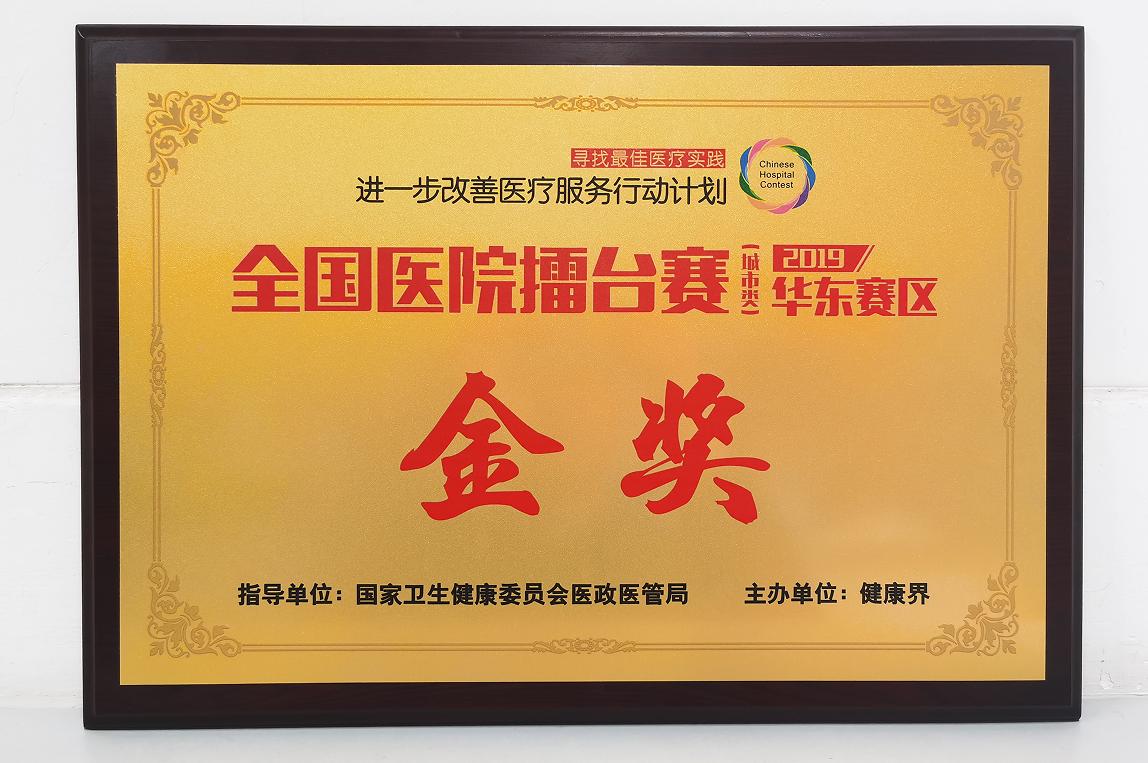 寻找最佳医疗实践
进一步改善医疗服务行动计划
Chinese
Hospital
Contest
全国医院擂台赛
（城市类）
2019
华东赛区
金奖
指导单位：国家卫生健康委员会医政医管局 主办单位：健康界